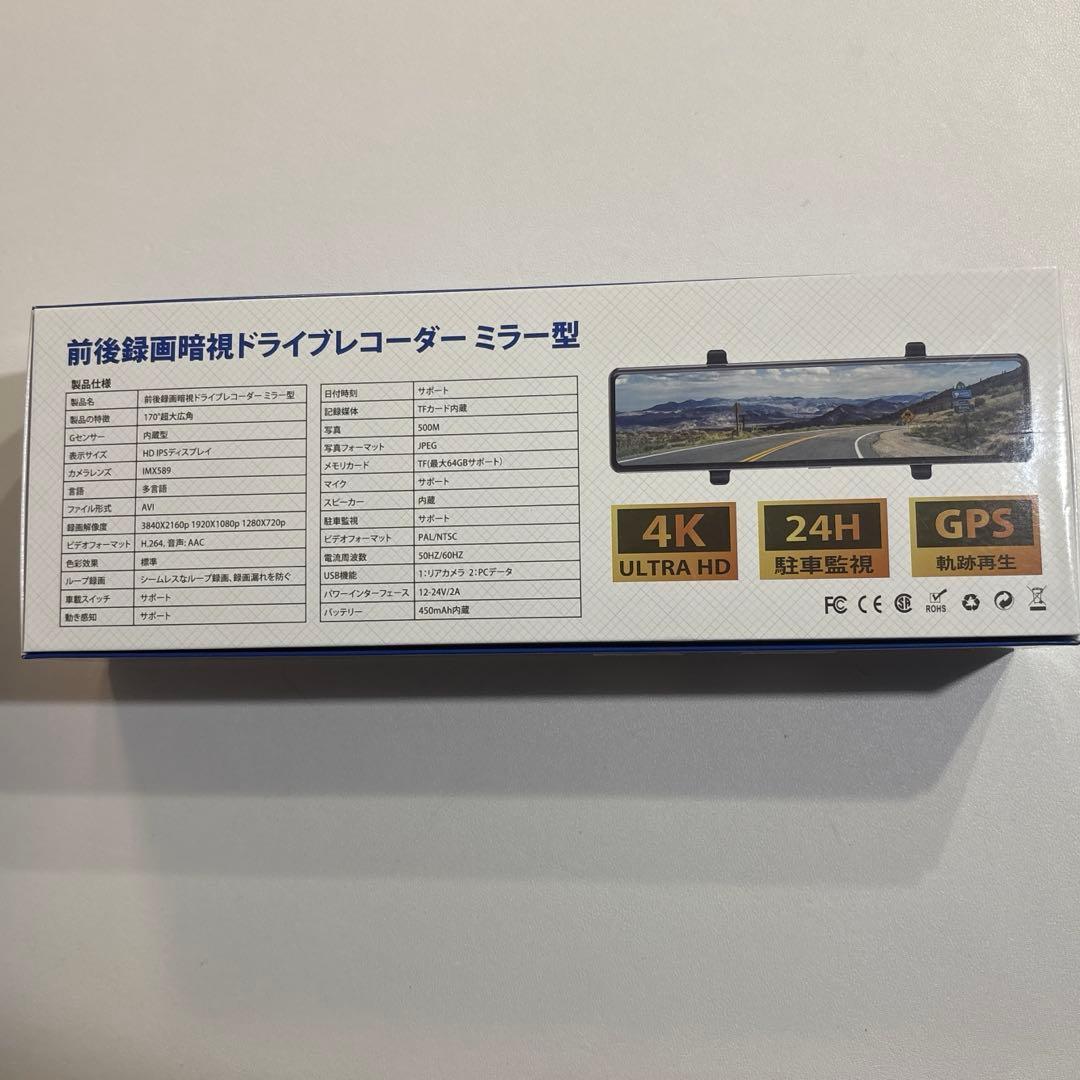 前後録画暗視ドライブレコーダー ミラー型
製品仕様
製品名 前後録画暗視ドライブレコーダー ミラー型
製品の特徴 170°超大広角
Gセンサー 内蔵型
表示サイズ HD IPSディスプレイ
カメラレンズ IMX589
言語 多言語
ファイル形式 AVI
録画解像度 3840X2160p 1920X1080p 1280X720p
ビデオフォーマット H.264, 音声: AAC
色彩効果 標準
ループ録画 シームレスなループ録画, 録画漏れを防ぐ
車載スイッチ サポート
動き感知 サポート
日付時刻 サポート
記録媒体 TFカード内蔵
写真 500M
写真フォーマット JPEG
メモリカード TF(最大64GBサポート)
マイク サポート
スピーカー 内蔵
駐車監視 サポート
ビデオフォーマット PAL/NTSC
電流周波数 50HZ/60HZ
USB機能 1:リアカメラ 2:PCデータ
パワーインターフェース 12-24V/2A
バッテリー 450mAh内蔵
4K
ULTRA HD
24H
駐車監視
GPS
軌跡再生
FC CE SR ROHS